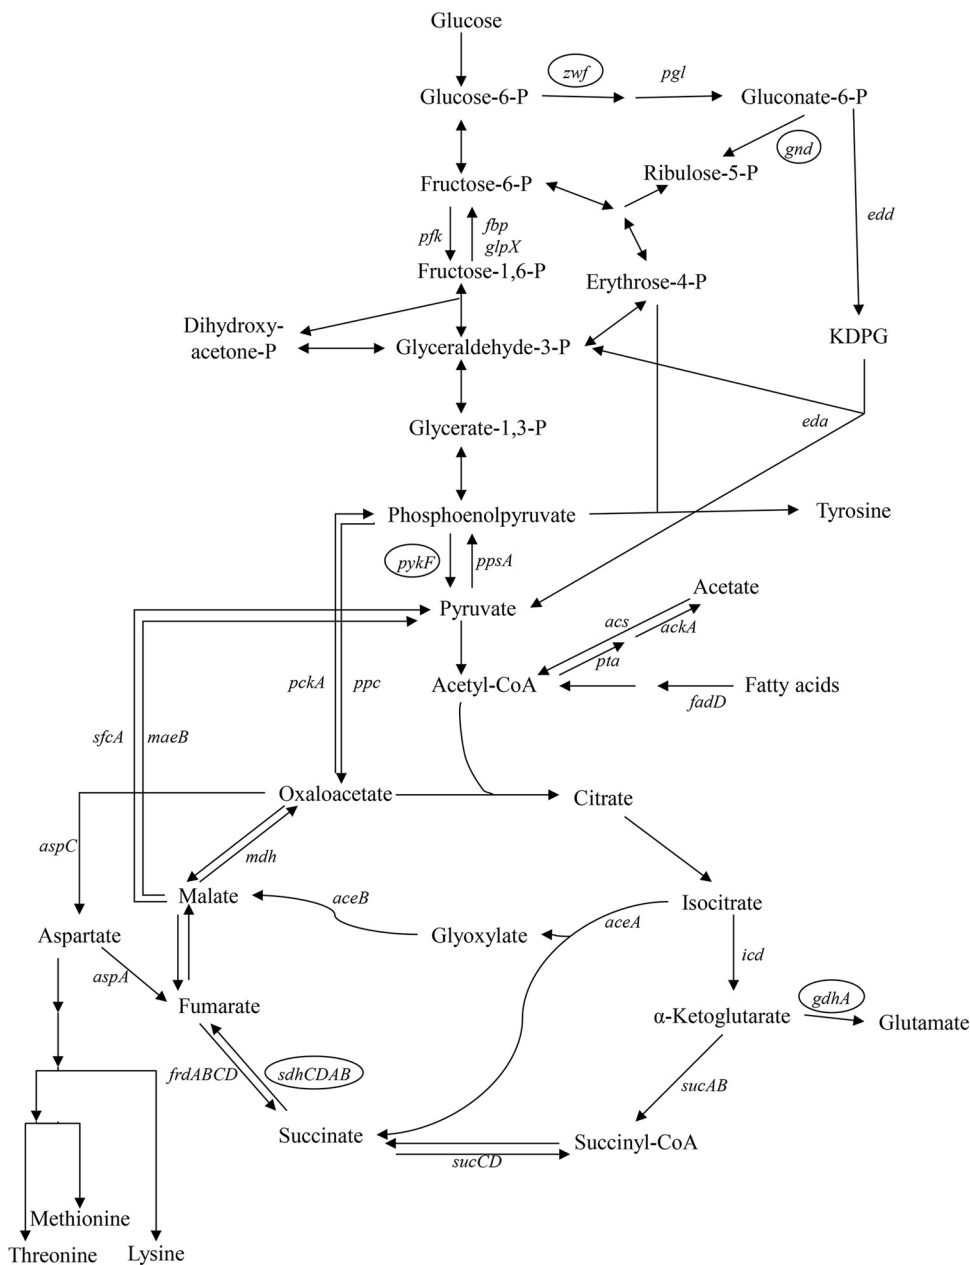 Glucose
zwf
pgl
Glucose-6-P
Gluconate-6-P
gnd
Ribulose-5-P
Fructose-6-P
edd
pfk
fbp
glpX
Fructose-1,6-P
Erythrose-4-P
Dihydroxy-
acetone-P
Glyceraldehyde-3-P
KDPG
eda
Glycerate-1,3-P
Phosphoenolpyruvate
Tyrosine
pykF
ppsA
Acetate
Pyruvate
acs
ackA
pta
pckA
ppc
Acetyl-CoA
Fatty acids
fadD
sfcA
maeB
Oxaloacetate
Citrate
aspC
mdh
Malate
aceB
Isocitrate
aceA
Aspartate
Glyoxylate
icd
aspA
Fumarate
gdhA
α-Ketoglutarate
Glutamate
frdABCD
sdhCDAB
sucAB
Succinate
Succinyl-CoA
sucCD
Methionine
Threonine
Lysine